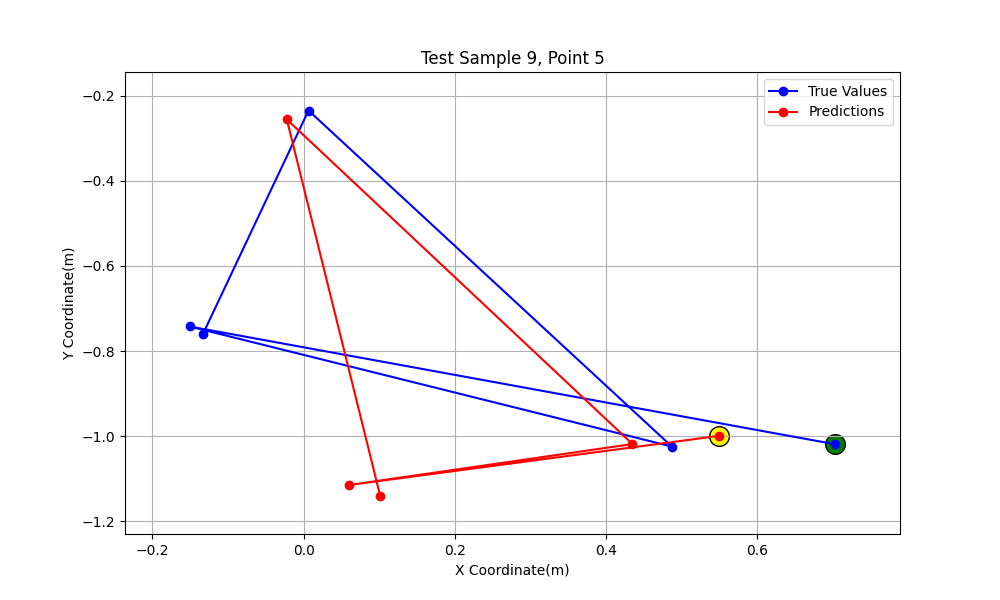 Test Sample 9, Point 5
True Values
Predictions
−0.2
−0.4
−0.6
−0.8
−1.0
−1.2
Y Coordinate(m)
−0.2
0.0
0.2
0.4
0.6
X Coordinate(m)